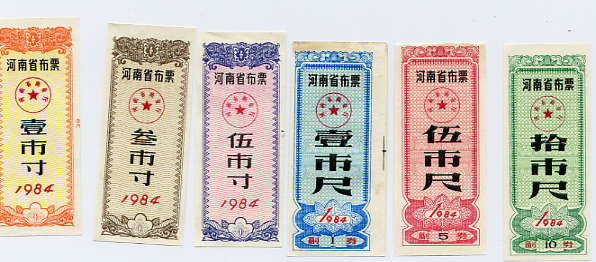 河南省布票
壹市寸
1984
河南省布票
叁市寸
1984
河南省布票
伍市寸
1984
河南省布票
壹市尺
1984
副 1 券
河南省布票
伍市尺
1984
副 5 券
河南省布票
拾市尺
1984
副 10 券